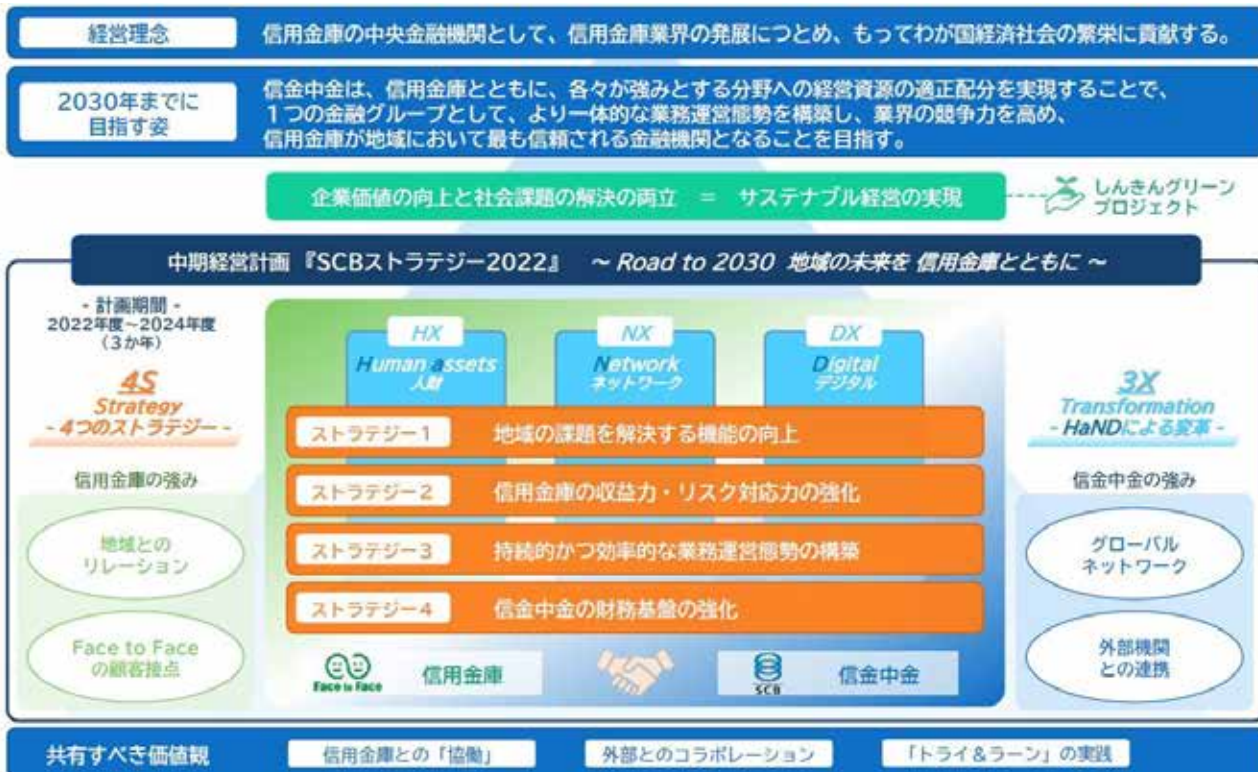 経営理念
信用金庫の中央金融機関として、信用金庫業界の発展につとめ、もってわが国経済社会の繁栄に貢献する。
2030年までに
目指す姿
信金中金は、信用金庫とともに、各々が強みとする分野への経営資源の適正配分を実現することで、
1つの金融グループとして、より一体的な業務運営態勢を構築し、業界の競争力を高め、
信用金庫が地域において最も信頼される金融機関となることを目指す。
企業価値の向上と社会課題の解決の両立 = サステナブル経営の実現
しんきんグリーン
プロジェクト
中期経営計画『SCBストラテジー2022』 ～ Road to 2030 地域の未来を 信用金庫とともに ～
- 計画期間 -
2022年度~2024年度
(3か年)
4S
Strategy
- 4つのストラテジー -
信用金庫の強み
地域との
リレーション
Face to Face
の顧客接点
HX
Human assets
人財
NX
Network
ネットワーク
DX
Digital
デジタル
ストラテジー1 地域の課題を解決する機能の向上
ストラテジー2 信用金庫の収益力・リスク対応力の強化
ストラテジー3 持続的かつ効率的な業務運営態勢の構築
ストラテジー4 信金中金の財務基盤の強化
Face to Face
信用金庫
SCB
信金中金
3X
Transformation
- HaNDによる変革 -
信金中金の強み
グローバル
ネットワーク
外部機関
との連携
共有すべき価値観
信用金庫との「協働」
外部とのコラボレーション
「トライ&ラーン」の実践